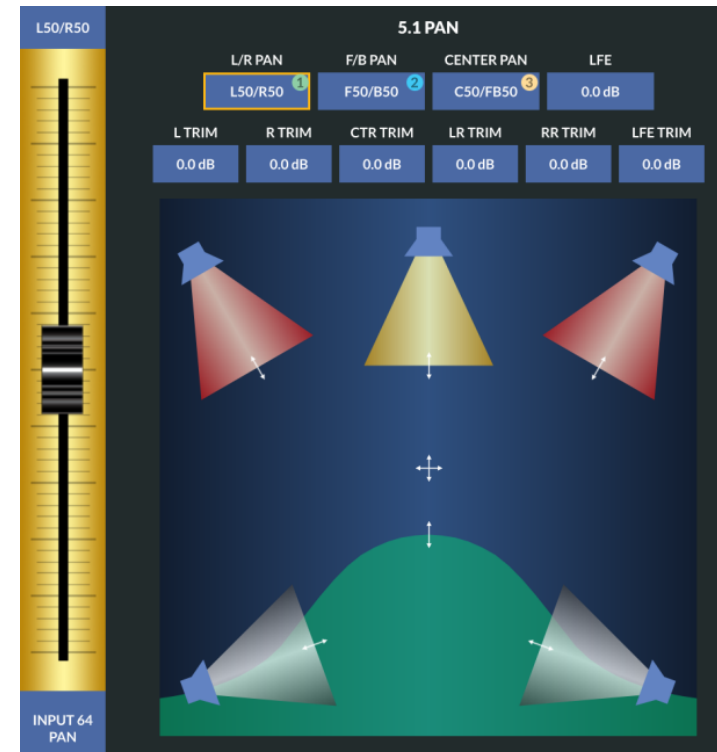 L50/R50
5.1 PAN
L/R PAN F/B PAN CENTER PAN LFE
L50/R50 1 F50/B50 2 C50/FB50 3 0.0 dB
L TRIM R TRIM CTR TRIM LR TRIM RR TRIM LFE TRIM
0.0 dB 0.0 dB 0.0 dB 0.0 dB 0.0 dB 0.0 dB
INPUT 64
PAN